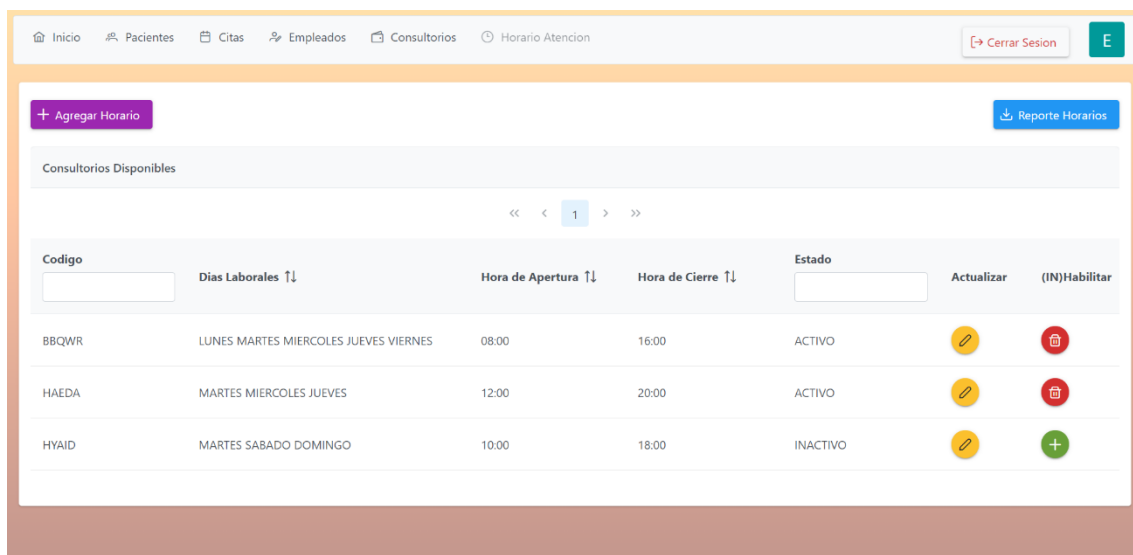 Inicio Pacientes Citas Empleados Consultorios Horario Atencion Cerrar Sesion E
+ Agregar Horario Reporte Horarios
Consultorios Disponibles
<< < 1 > >>
Codigo Dias Laborales Hora de Apertura Hora de Cierre Estado Actualizar (IN)Habilitar
BBQWR LUNES MARTES MIERCOLES JUEVES VIERNES 08:00 16:00 ACTIVO
HAEDA MARTES MIERCOLES JUEVES 12:00 20:00 ACTIVO
HYAID MARTES SABADO DOMINGO 10:00 18:00 INACTIVO